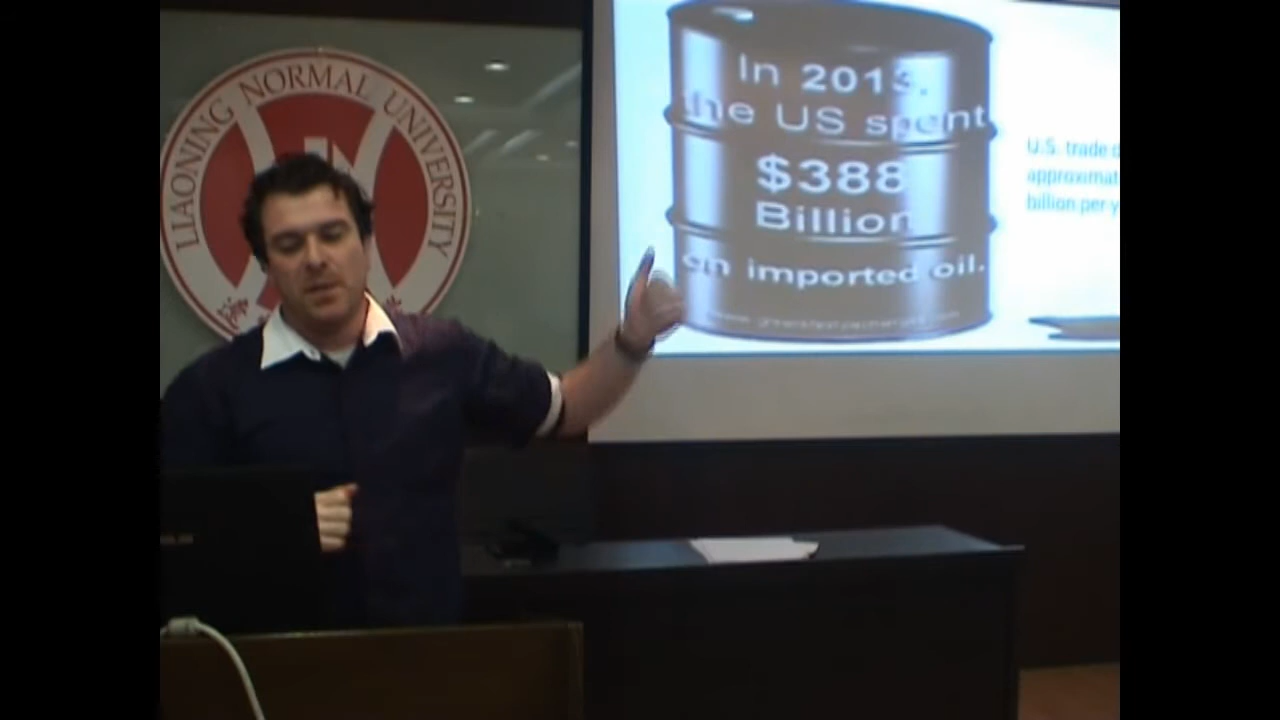 LIAONING NORMAL UNIVERSITY
In 2013,
the US spent
$388
Billion
on imported oil.
U.S. trade d
approximat
billion per y